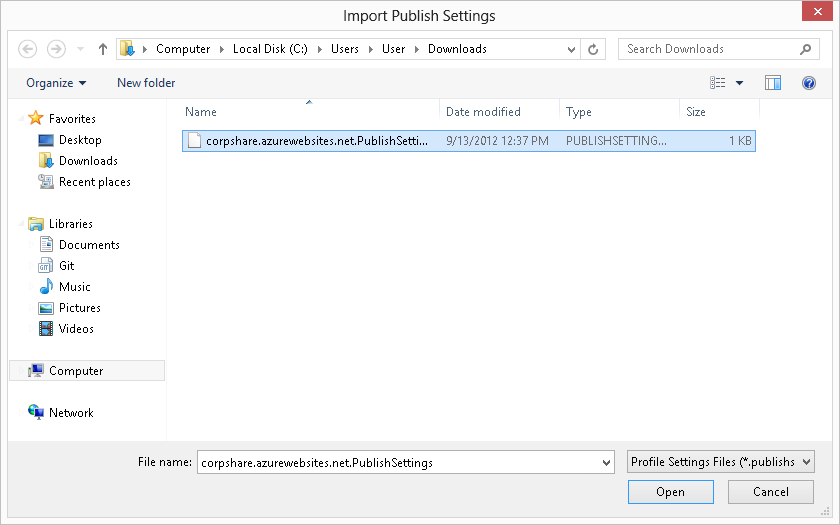 Import Publish Settings
Computer Local Disk (C:) Users User Downloads Search Downloads
Organize New folder
Name Date modified Type Size
corpshare.azurewebsites.net.PublishSetti... 9/13/2012 12:37 PM PUBLISHSETTING... 1 KB
Favorites
Desktop
Downloads
Recent places
Libraries
Documents
Git
Music
Pictures
Videos
Computer
Network
File name: corpshare.azurewebsites.net.PublishSettings Profile Settings Files (*.publishs
Open Cancel